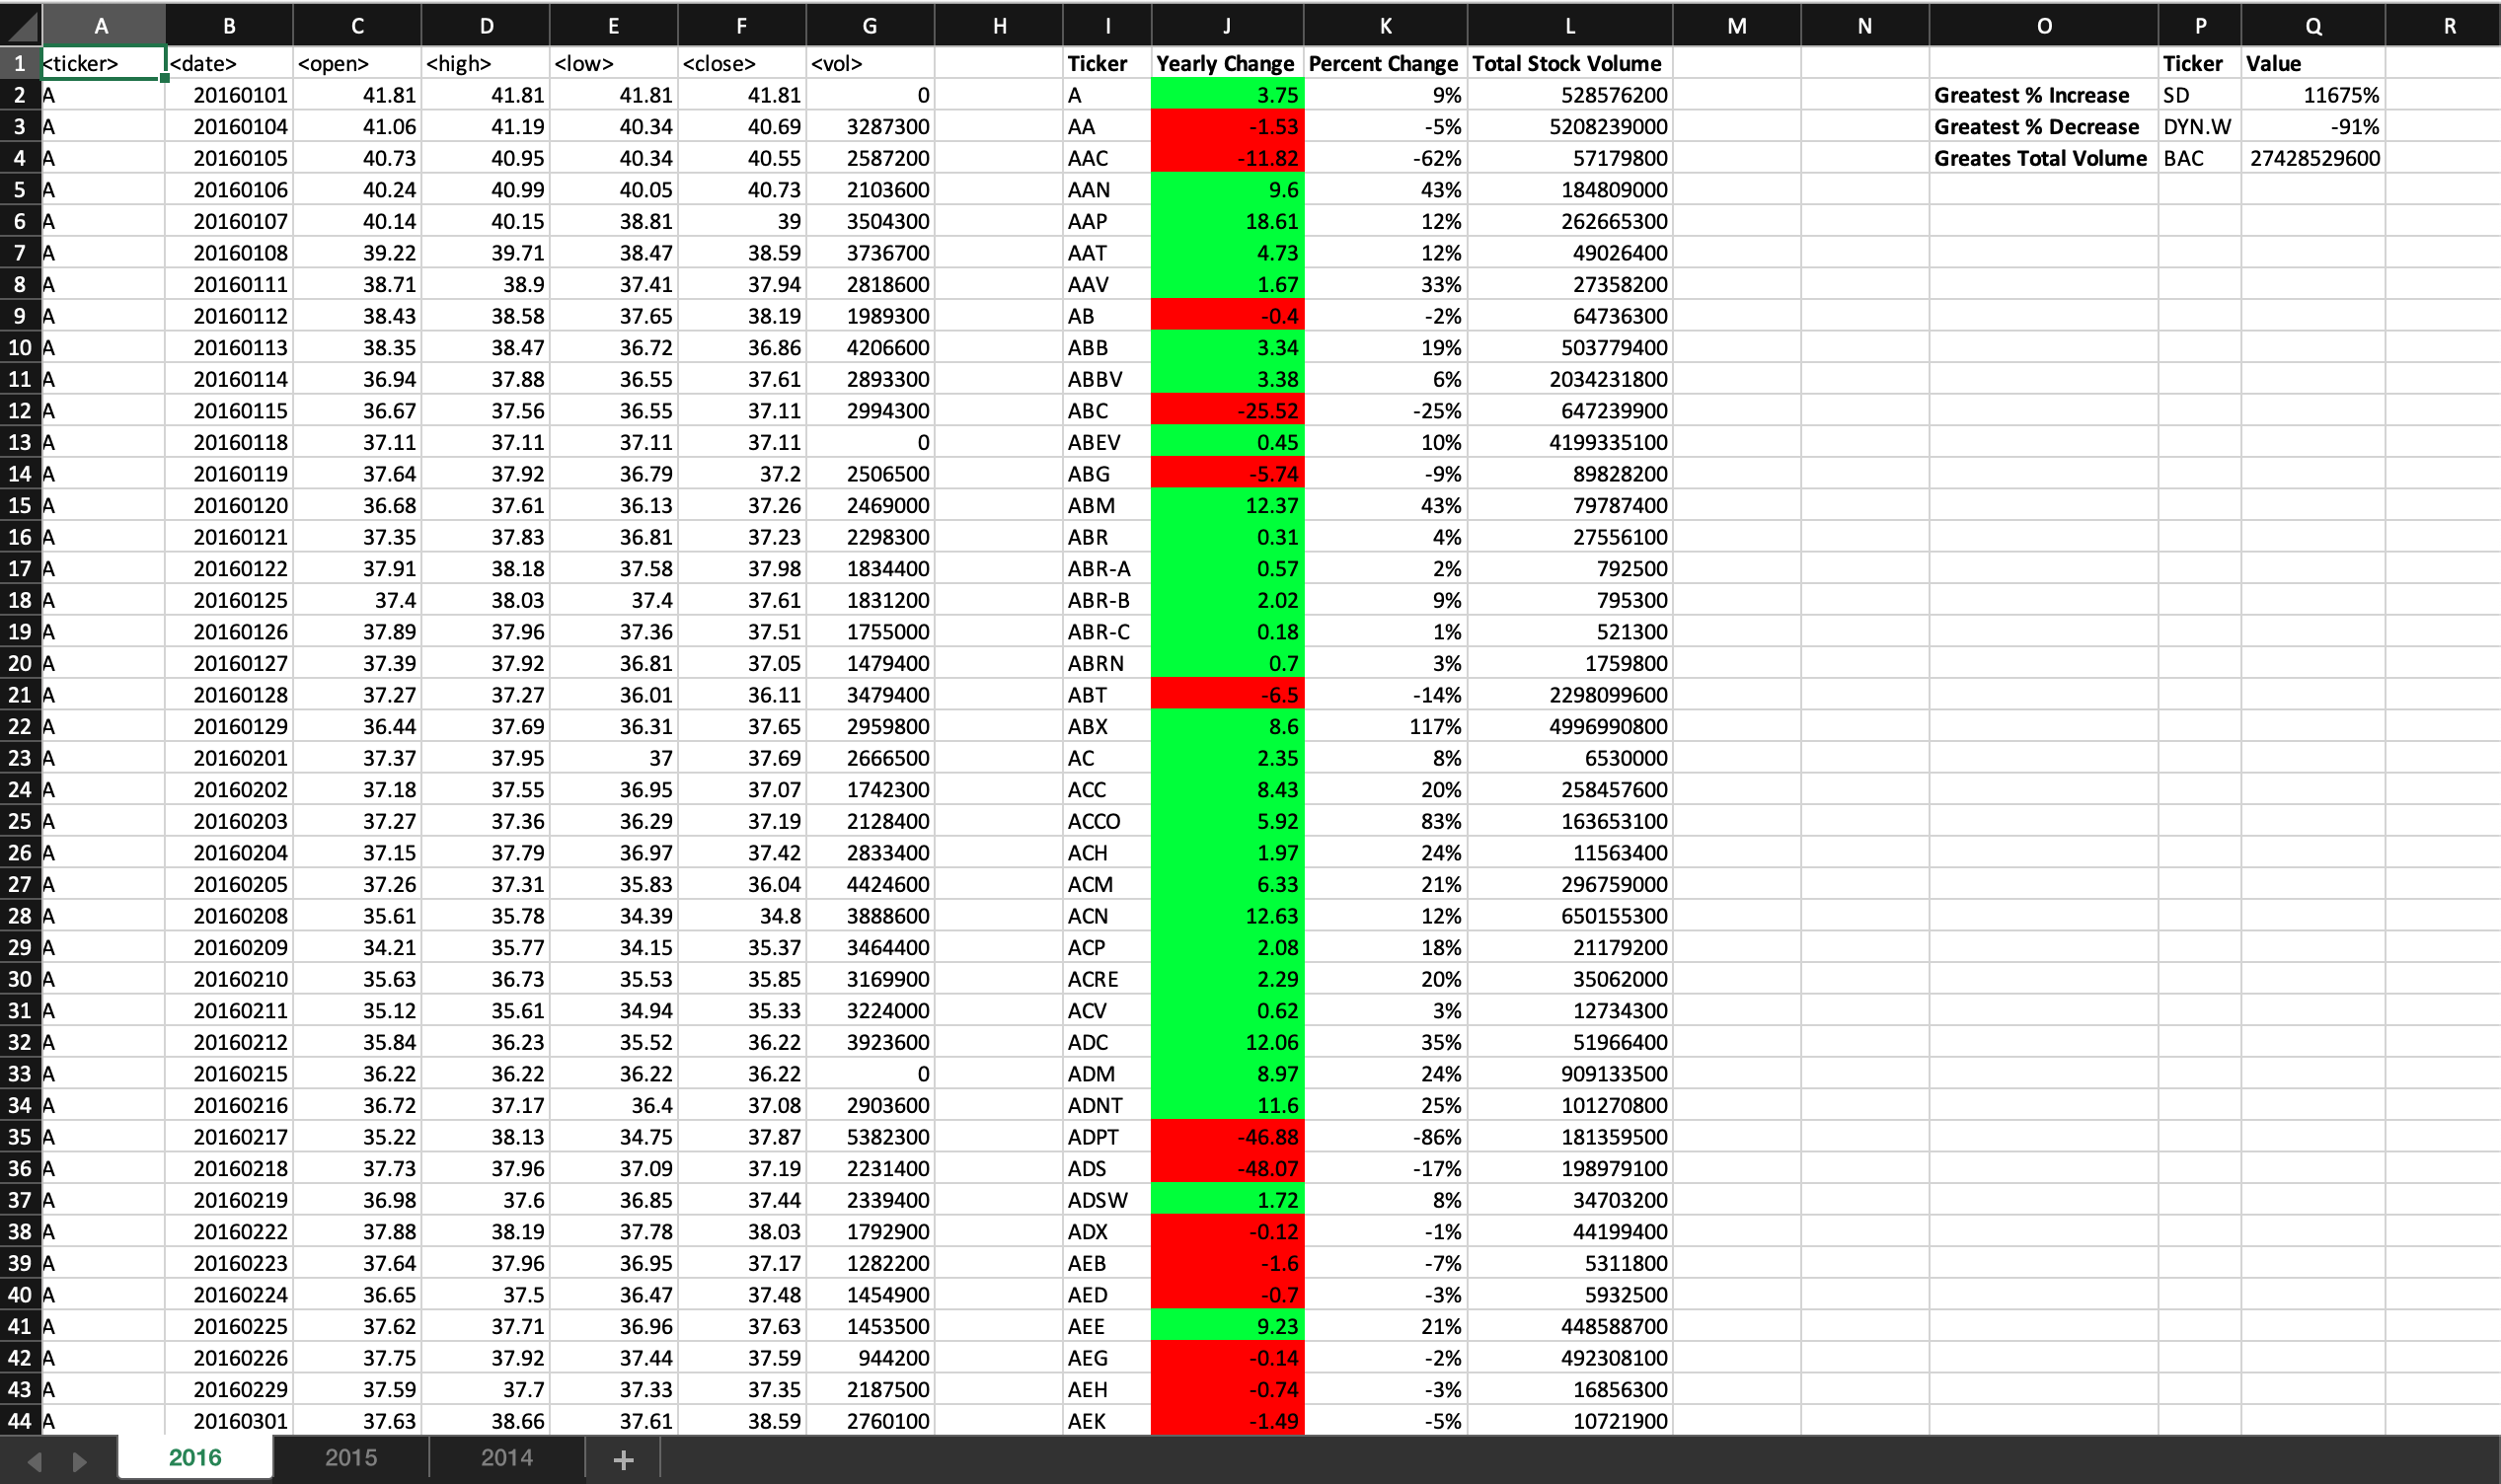 A B C D E F G H I J K L M N O P Q R
1 <ticker> <date> <open> <high> <low> <close> <vol> Ticker Yearly Change Percent Change Total Stock Volume Ticker Value
2 A 20160101 41.81 41.81 41.81 41.81 0 A 3.75 9% 528576200 Greatest % Increase SD 11675%
3 A 20160104 41.06 41.19 40.34 40.69 3287300 AA -1.53 -5% 5208239000 Greatest % Decrease DYN.W -91%
4 A 20160105 40.73 40.95 40.34 40.55 2587200 AAC -11.82 -62% 57179800 Greates Total Volume BAC 27428529600
5 A 20160106 40.24 40.99 40.05 40.73 2103600 AAN 9.6 43% 184809000
6 A 20160107 40.14 40.15 38.81 39 3504300 AAP 18.61 12% 262665300
7 A 20160108 39.22 39.71 38.47 38.59 3736700 AAT 4.73 12% 49026400
8 A 20160111 38.71 38.9 37.41 37.94 2818600 AAV 1.67 33% 27358200
9 A 20160112 38.43 38.58 37.65 38.19 1989300 AB -0.4 -2% 64736300
10 A 20160113 38.35 38.47 36.72 36.86 4206600 ABB 3.34 19% 503779400
11 A 20160114 36.94 37.88 36.55 37.61 2893300 ABBV 3.38 6% 2034231800
12 A 20160115 36.67 37.56 36.55 37.11 2994300 ABC -25.52 -25% 647239900
13 A 20160118 37.11 37.11 37.11 37.11 0 ABEV 0.45 10% 4199335100
14 A 20160119 37.64 37.92 36.79 37.2 2506500 ABG -5.74 -9% 89828200
15 A 20160120 36.68 37.61 36.13 37.26 2469000 ABM 12.37 43% 79787400
16 A 20160121 37.35 37.83 36.81 37.23 2298300 ABR 0.31 4% 27556100
17 A 20160122 37.91 38.18 37.58 37.98 1834400 ABR-A 0.57 2% 792500
18 A 20160125 37.4 38.03 37.4 37.61 1831200 ABR-B 2.02 9% 795300
19 A 20160126 37.89 37.96 37.36 37.51 1755000 ABR-C 0.18 1% 521300
20 A 20160127 37.39 37.92 36.81 37.05 1479400 ABRN 0.7 3% 1759800
21 A 20160128 37.27 37.27 36.01 36.11 3479400 ABT -6.5 -14% 2298099600
22 A 20160129 36.44 37.69 36.31 37.65 2959800 ABX 8.6 117% 4996990800
23 A 20160201 37.37 37.95 37 37.69 2666500 AC 2.35 8% 6530000
24 A 20160202 37.18 37.55 36.95 37.07 1742300 ACC 8.43 20% 258457600
25 A 20160203 37.27 37.36 36.29 37.19 2128400 ACCO 5.92 83% 163653100
26 A 20160204 37.15 37.79 36.97 37.42 2833400 ACH 1.97 24% 11563400
27 A 20160205 37.26 37.31 35.83 36.04 4424600 ACM 6.33 21% 296759000
28 A 20160208 35.61 35.78 34.39 34.8 3888600 ACN 12.63 12% 650155300
29 A 20160209 34.21 35.77 34.15 35.37 3464400 ACP 2.08 18% 21179200
30 A 20160210 35.63 36.73 35.53 35.85 3169900 ACRE 2.29 20% 35062000
31 A 20160211 35.12 35.61 34.94 35.33 3224000 ACV 0.62 3% 12734300
32 A 20160212 35.84 36.23 35.52 36.22 3923600 ADC 12.06 35% 51966400
33 A 20160215 36.22 36.22 36.22 36.22 0 ADM 8.97 24% 909133500
34 A 20160216 36.72 37.17 36.4 37.08 2903600 ADNT 11.6 25% 101270800
35 A 20160217 35.22 38.13 34.75 37.87 5382300 ADPT -46.88 -86% 181359500
36 A 20160218 37.73 37.96 37.09 37.19 2231400 ADS -48.07 -17% 198979100
37 A 20160219 36.98 37.6 36.85 37.44 2339400 ADSW 1.72 8% 34703200
38 A 20160222 37.88 38.19 37.78 38.03 1792900 ADX -0.12 -1% 44199400
39 A 20160223 37.64 37.96 36.95 37.17 1282200 AEB -1.6 -7% 5311800
40 A 20160224 36.65 37.5 36.47 37.48 1454900 AED -0.7 -3% 5932500
41 A 20160225 37.62 37.71 36.96 37.63 1453500 AEE 9.23 21% 448588700
42 A 20160226 37.75 37.92 37.44 37.59 944200 AEG -0.14 -2% 492308100
43 A 20160229 37.59 37.7 37.33 37.35 2187500 AEH -0.74 -3% 16856300
44 A 20160301 37.63 38.66 37.61 38.59 2760100 AEK -1.49 -5% 10721900
2016 2015 2014 +